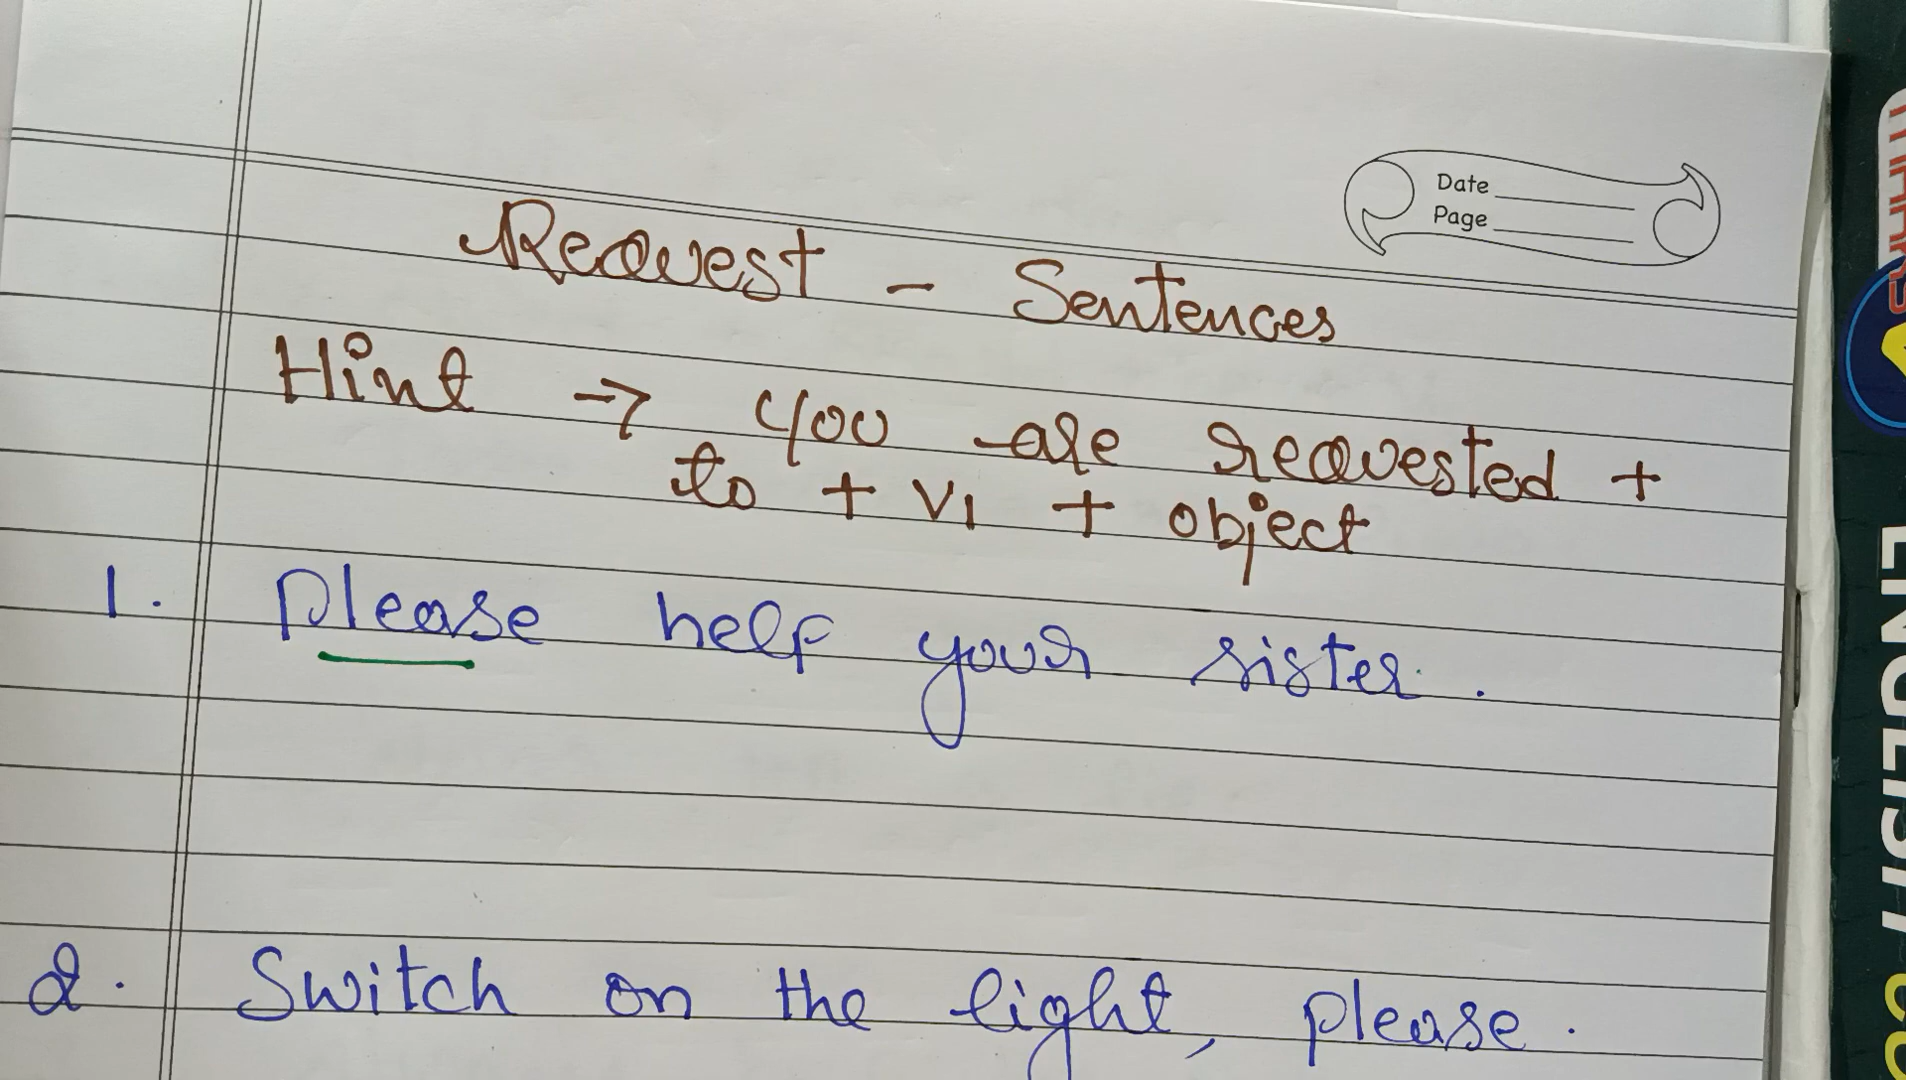 Date
Page
Request - Sentences
Hint → You are requested +
to + V1 + object
1. Please help your sister.
2. Switch on the light, please.
ENGLISH